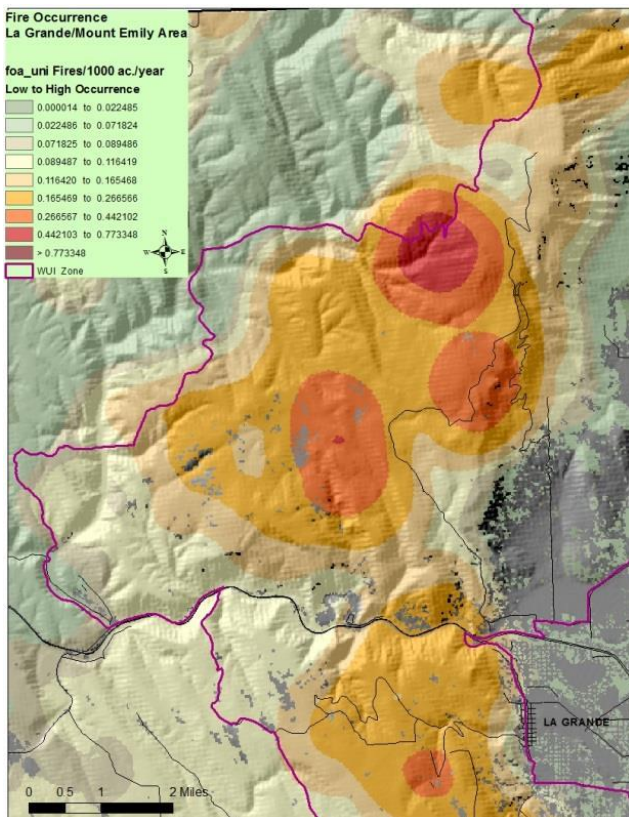 Fire Occurrence
La Grande/Mount Emily Area
foa_uni Fires/1000 ac./year
Low to High Occurrence
0.000014 to 0.022485
0.022486 to 0.071824
0.071825 to 0.089486
0.089487 to 0.116419
0.116420 to 0.165468
0.165469 to 0.266566
0.266567 to 0.442102
0.442103 to 0.773348
> 0.773348
WUI Zone
N
W E
S
LA GRANDE
0 0.5 1 2 Miles